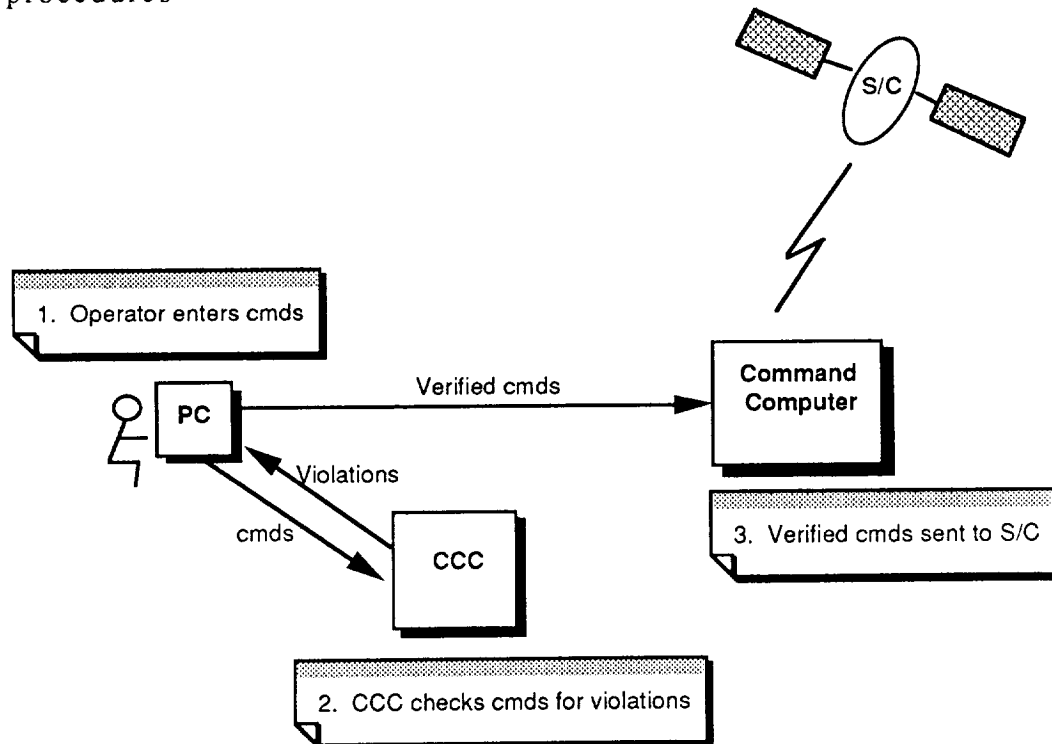 procedures
S/C
1. Operator enters cmds
PC
Verified cmds
Command
Computer
Violations
cmds
CCC
3. Verified cmds sent to S/C
2. CCC checks cmds for violations